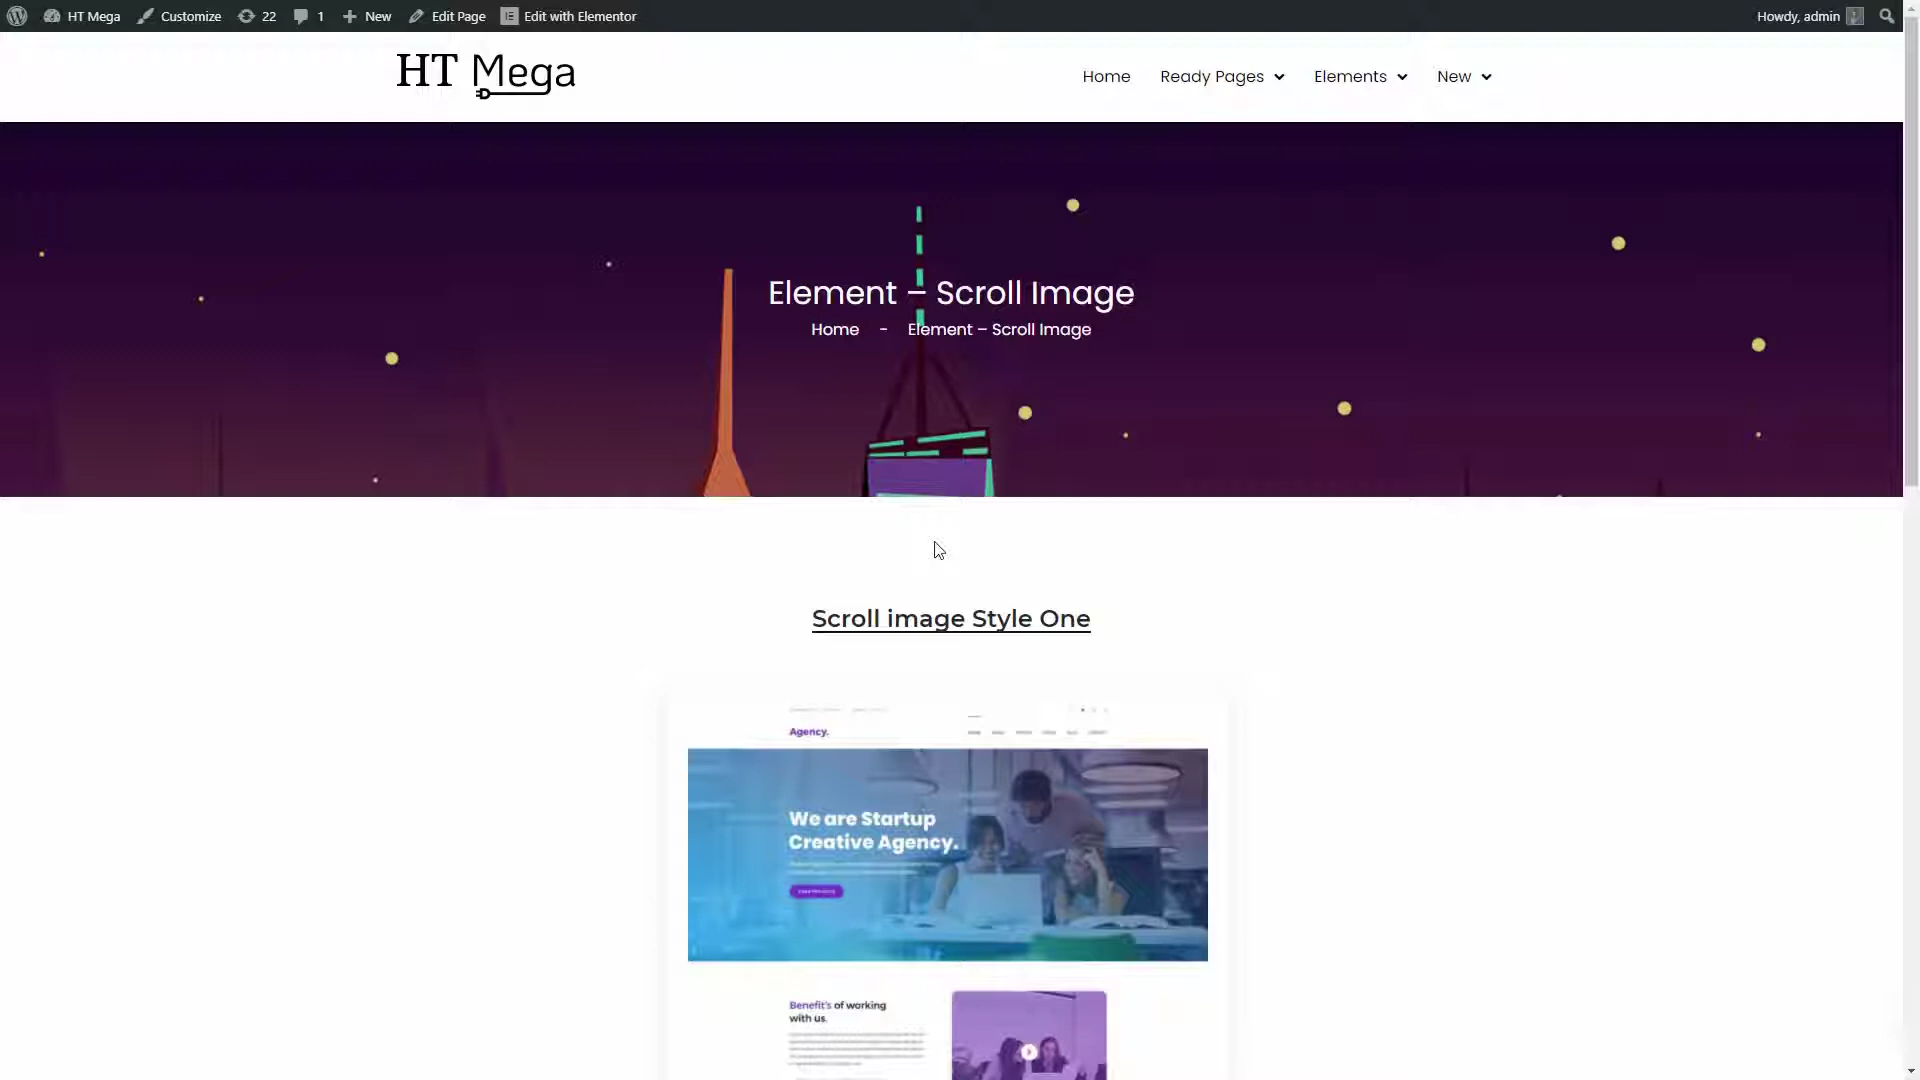 HT Mega
Customize
22
1
New
Edit Page
Edit with Elementor
Howdy, admin
HT Mega
Home
Ready Pages
Elements
New
Element – Scroll Image
Home - Element – Scroll Image
Scroll image Style One
Agency.
We are Startup
Creative Agency.
Benefit's of working
with us.